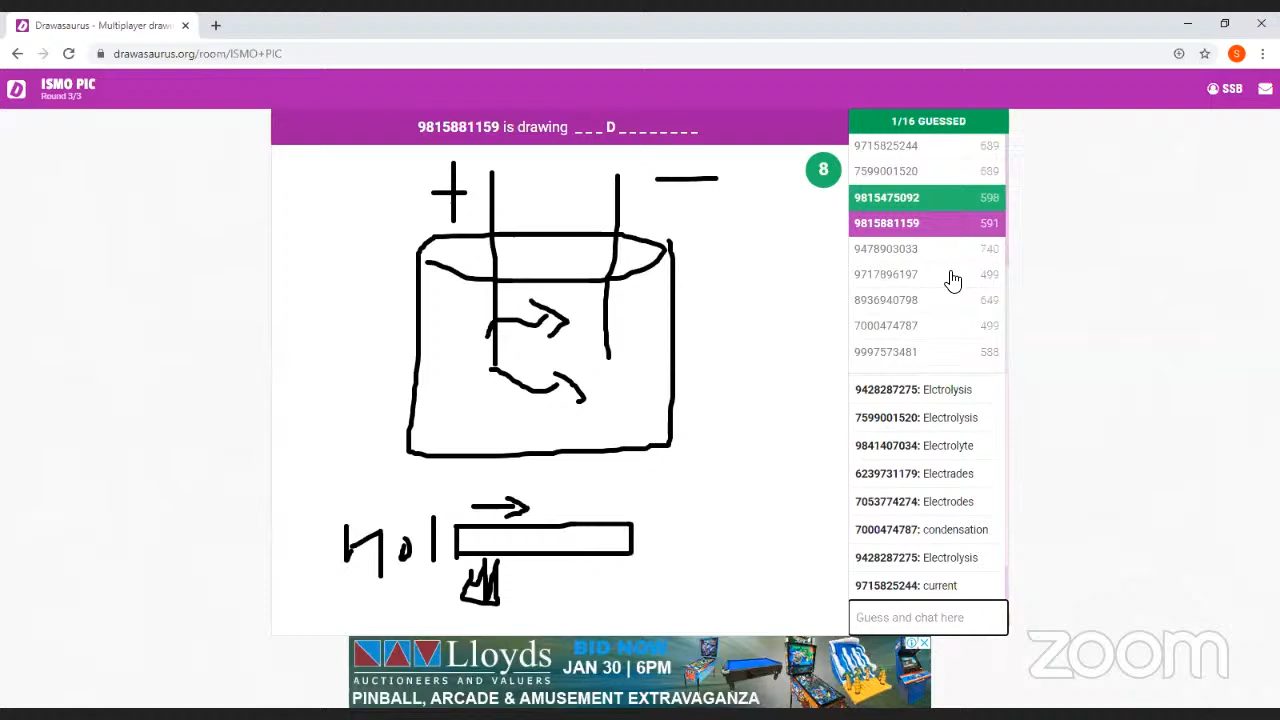 Drawasaurus - Multiplayer draw
drawasaurus.org/room/ISMO+PIC
S
ISMO PIC
Round 3/3
SSB
9815881159 is drawing _ _ _ D _ _ _ _ _ _ _ _
8
+
—
Hol
1/16 GUESSED
9715825244 689
7599001520 689
9815475092 598
9815881159 591
9478903033 740
9717896197 499
8936940798 649
7000474787 499
9997573481 588
9428287275: Elctrolysis
7599001520: Electrolysis
9841407034: Electrolyte
6239731179: Electrades
7053774274: Electrodes
7000474787: condensation
9428287275: Electrolysis
9715825244: current
Guess and chat here
Lloyds
AUCTIONEERS AND VALUERS
BID NOW
JAN 30 | 6PM
PINBALL, ARCADE & AMUSEMENT EXTRAVAGANZA
zoom